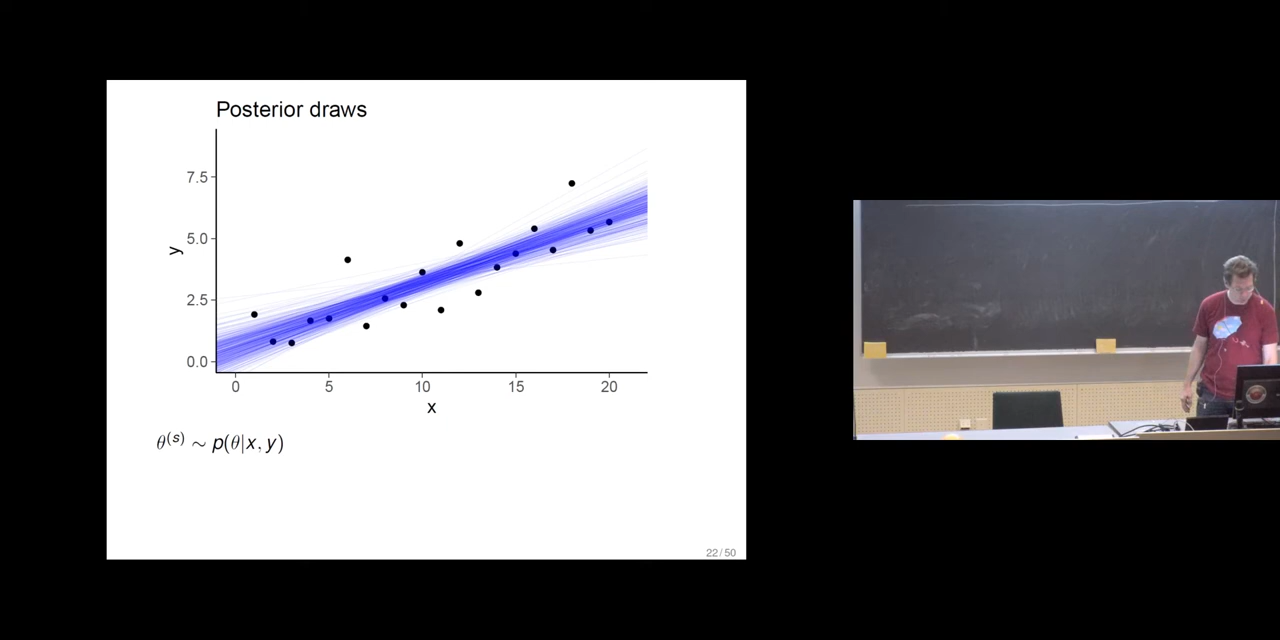 Posterior draws
7.5
5.0
y
2.5
0.0
0 5 10 15 20
x
θ^(s) ∼ p(θ|x, y)
22 / 50